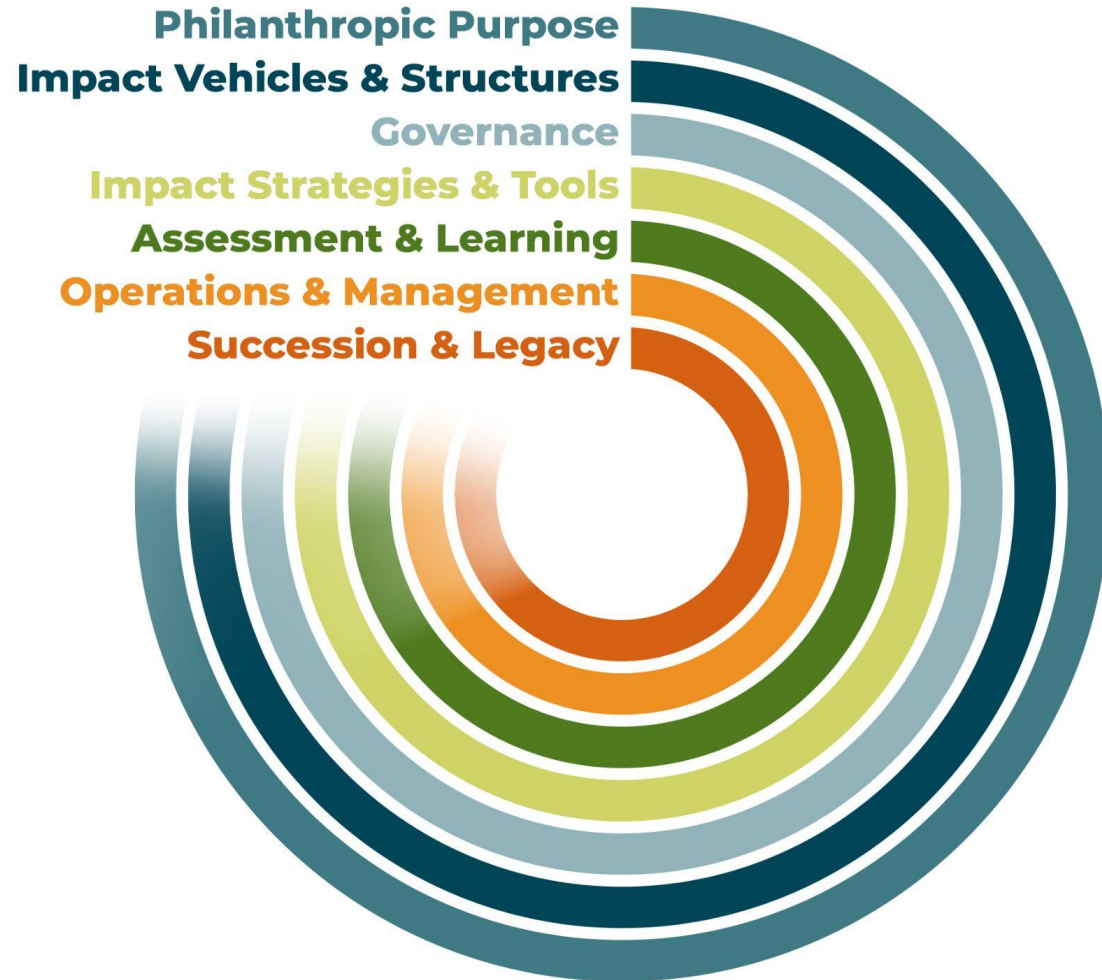 Philanthropic Purpose
Impact Vehicles & Structures
Governance
Impact Strategies & Tools
Assessment & Learning
Operations & Management
Succession & Legacy